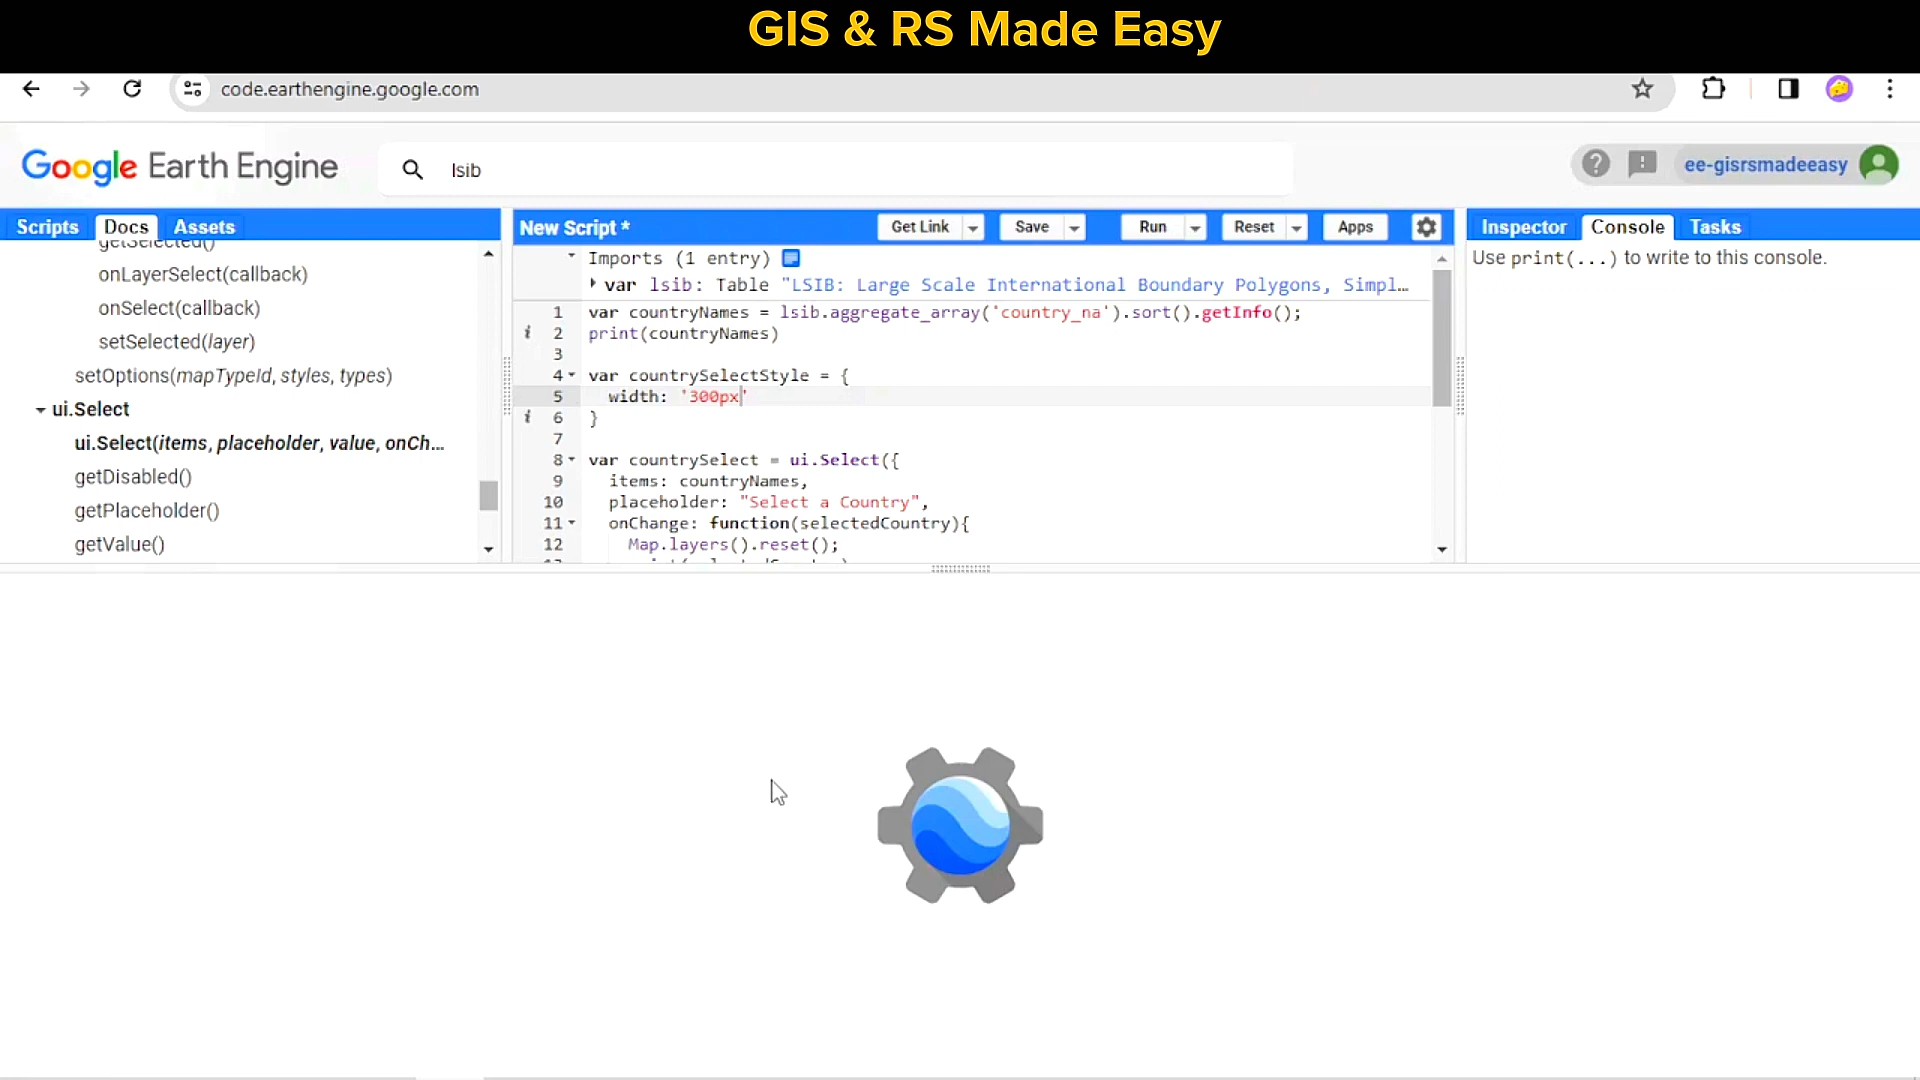 GIS & RS Made Easy
code.earthengine.google.com
Google Earth Engine
lsib
ee-gisrsmadeeasy
Scripts Docs Assets
getSelected()
onLayerSelect(callback)
onSelect(callback)
setSelected(layer)
setOptions(mapTypeId, styles, types)
ui.Select
ui.Select(items, placeholder, value, onCh...
getDisabled()
getPlaceholder()
getValue()
New Script *
Get Link Save Run Reset Apps
Imports (1 entry)
var lsib: Table "LSIB: Large Scale International Boundary Polygons, Simpl…
1 var countryNames = lsib.aggregate_array('country_na').sort().getInfo();
i 2 print(countryNames)
3
4 var countrySelectStyle = {
5 width: '300px'
i 6 }
7
8 var countrySelect = ui.Select({
9 items: countryNames,
10 placeholder: "Select a Country",
11 onChange: function(selectedCountry){
12 Map.layers().reset();
Inspector Console Tasks
Use print(...) to write to this console.